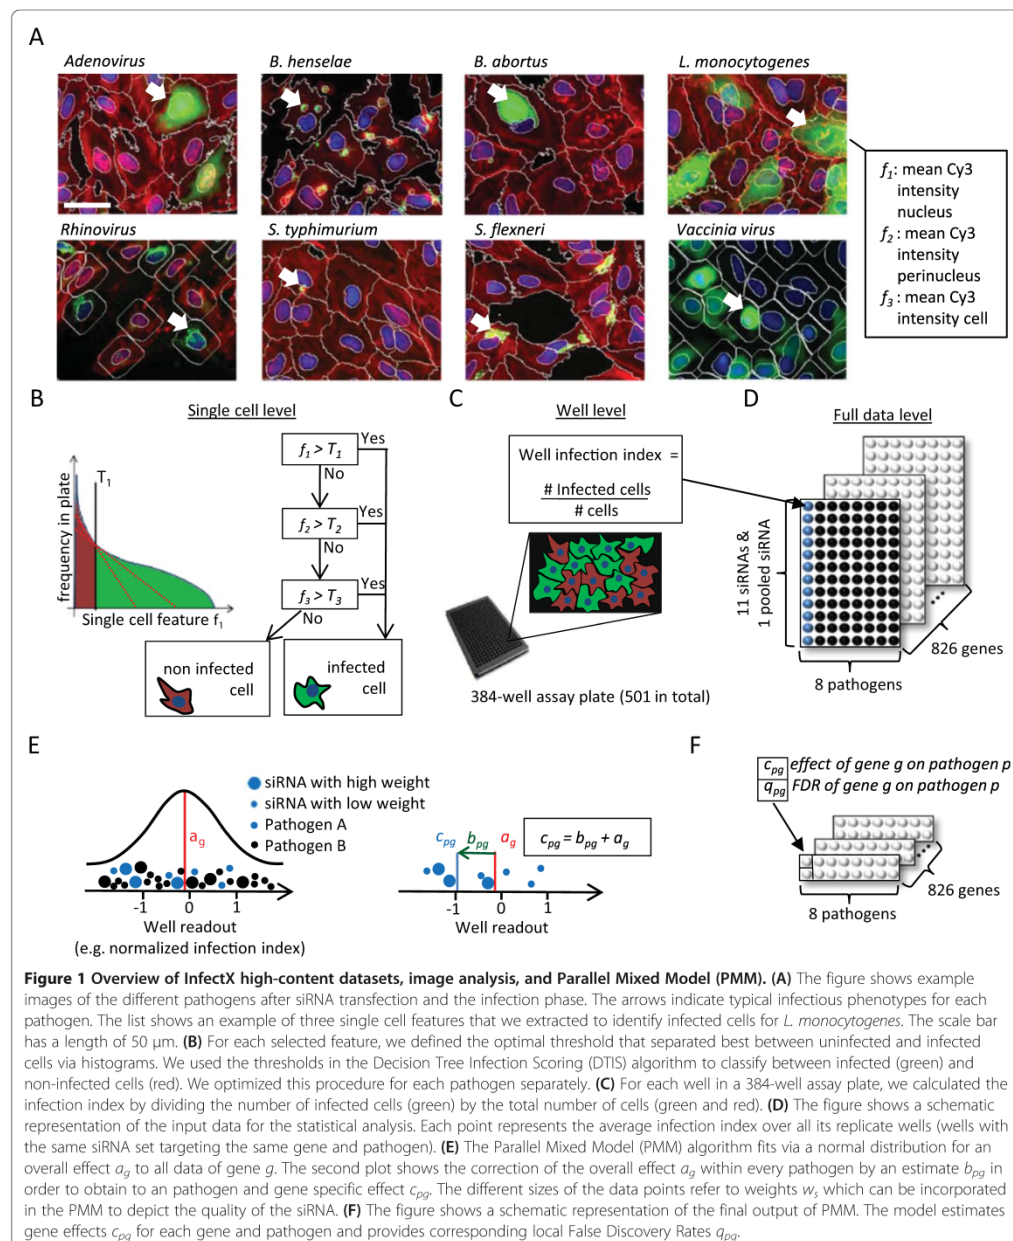 A
Adenovirus
B. henselae
B. abortus
L. monocytogenes
f1: mean Cy3
intensity
nucleus
f2: mean Cy3
intensity
perinucleus
f3: mean Cy3
intensity cell
Rhinovirus
S. typhimurium
S. flexneri
Vaccinia virus
B
Single cell level
frequency in plate
T1
Single cell feature f1
f1 > T1
Yes
No
f2 > T2
Yes
No
f3 > T3
Yes
No
non infected
cell
infected
cell
C
Well level
Well infection index =
# Infected cells
# cells
384-well assay plate (501 in total)
D
Full data level
11 siRNAs &
1 pooled siRNA
8 pathogens
826 genes
E
siRNA with high weight
siRNA with low weight
Pathogen A
Pathogen B
ag
-1 0 1
Well readout
(e.g. normalized infection index)
cpg bpg ag
cpg = bpg + ag
-1 0 1
Well readout
F
cpg effect of gene g on pathogen p
qpg FDR of gene g on pathogen p
826 genes
8 pathogens
Figure 1 Overview of InfectX high-content datasets, image analysis, and Parallel Mixed Model (PMM). (A) The figure shows example
images of the different pathogens after siRNA transfection and the infection phase. The arrows indicate typical infectious phenotypes for each
pathogen. The list shows an example of three single cell features that we extracted to identify infected cells for L. monocytogenes. The scale bar
has a length of 50 μm. (B) For each selected feature, we defined the optimal threshold that separated best between uninfected and infected
cells via histograms. We used the thresholds in the Decision Tree Infection Scoring (DTIS) algorithm to classify between infected (green) and
non-infected cells (red). We optimized this procedure for each pathogen separately. (C) For each well in a 384-well assay plate, we calculated the
infection index by dividing the number of infected cells (green) by the total number of cells (green and red). (D) The figure shows a schematic
representation of the input data for the statistical analysis. Each point represents the average infection index over all its replicate wells (wells with
the same siRNA set targeting the same gene and pathogen). (E) The Parallel Mixed Model (PMM) algorithm fits via a normal distribution for an
overall effect ag to all data of gene g. The second plot shows the correction of the overall effect ag within every pathogen by an estimate bpg in
order to obtain to an pathogen and gene specific effect cpg. The different sizes of the data points refer to weights ws which can be incorporated
in the PMM to depict the quality of the siRNA. (F) The figure shows a schematic representation of the final output of PMM. The model estimates
gene effects cpg for each gene and pathogen and provides corresponding local False Discovery Rates qpg.